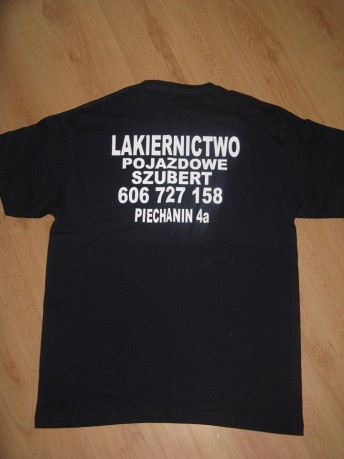 LAKIERNICTWO
POJAZDOWE
SZUBERT
606 727 158
PIECHANIN 4a